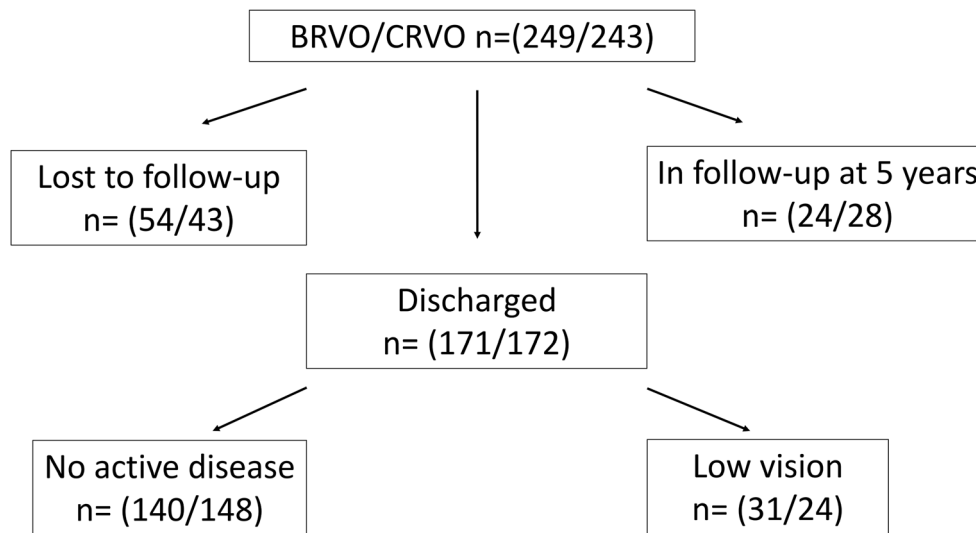 BRVO/CRVO n=(249/243)
Lost to follow-up
n= (54/43)
In follow-up at 5 years
n= (24/28)
Discharged
n= (171/172)
No active disease
n= (140/148)
Low vision
n= (31/24)